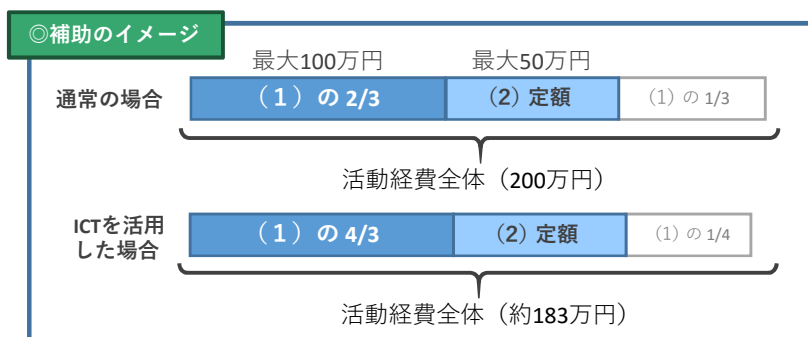 ◎補助のイメージ
最大100万円 最大50万円
通常の場合 （１）の 2/3 （2）定額 （1）の 1/3
活動経費全体（200万円）
ICTを活用
した場合
（１）の 4/3 （2）定額 （1）の 1/4
活動経費全体（約183万円）